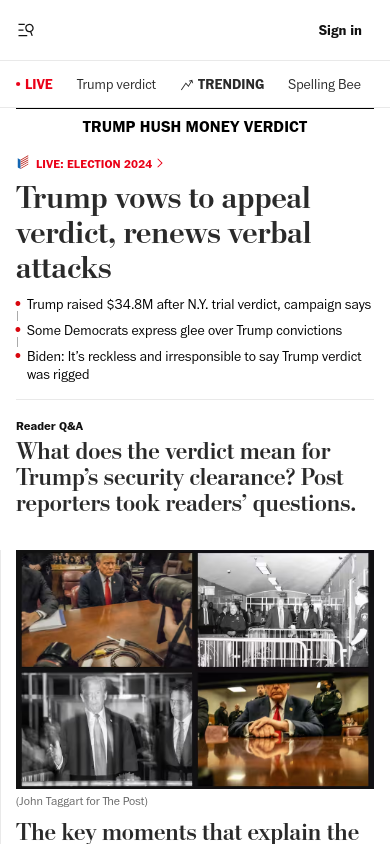 Sign in
• LIVE
Trump verdict
TRENDING
Spelling Bee
TRUMP HUSH MONEY VERDICT
LIVE: ELECTION 2024
Trump vows to appeal
verdict, renews verbal
attacks
• Trump raised $34.8M after N.Y. trial verdict, campaign says
• Some Democrats express glee over Trump convictions
• Biden: It’s reckless and irresponsible to say Trump verdict
was rigged
Reader Q&A
What does the verdict mean for
Trump’s security clearance? Post
reporters took readers’ questions.
(John Taggart for The Post)
The key moments that explain the